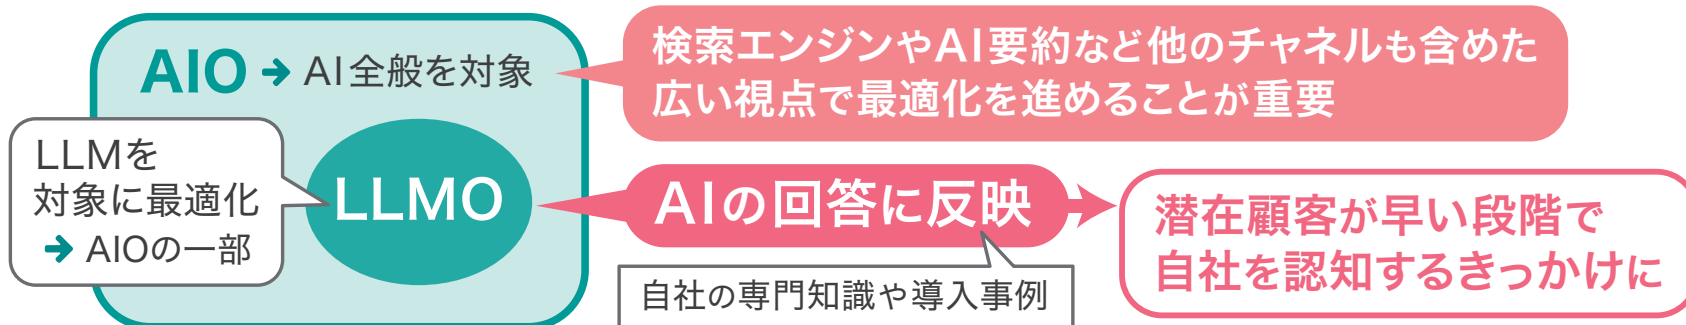 AIO → AI全般を対象
検索エンジンやAI要約など他のチャネルも含めた
広い視点で最適化を進めることが重要
LLMを
対象に最適化
→ AIOの一部
LLMO
AIの回答に反映
自社の専門知識や導入事例
潜在顧客が早い段階で
自社を認知するきっかけに